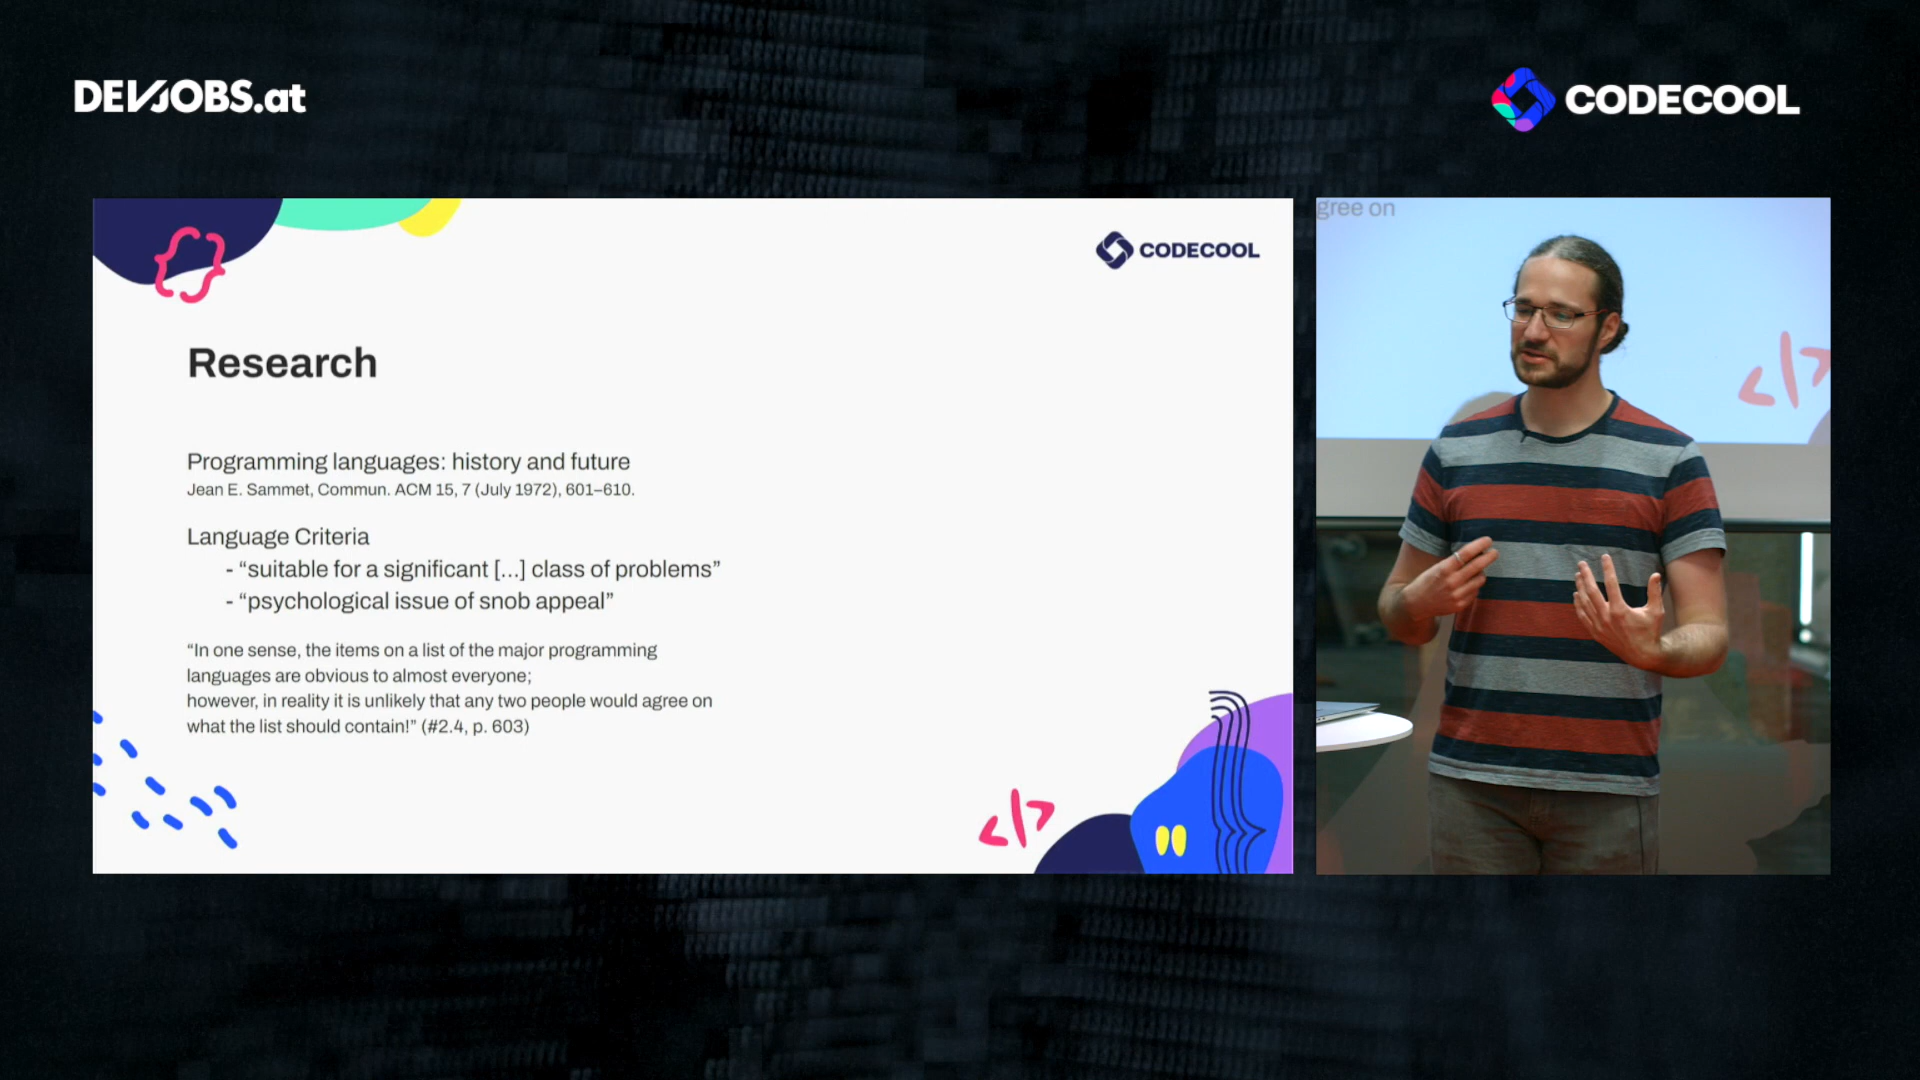 DEVJOBS.at
CODECOOL
CODECOOL
gree on
Research
Programming languages: history and future
Jean E. Sammet, Commun. ACM 15, 7 (July 1972), 601–610.
Language Criteria
- “suitable for a significant [...] class of problems”
- “psychological issue of snob appeal”
“In one sense, the items on a list of the major programming
languages are obvious to almost everyone;
however, in reality it is unlikely that any two people would agree on
what the list should contain!” (#2.4, p. 603)